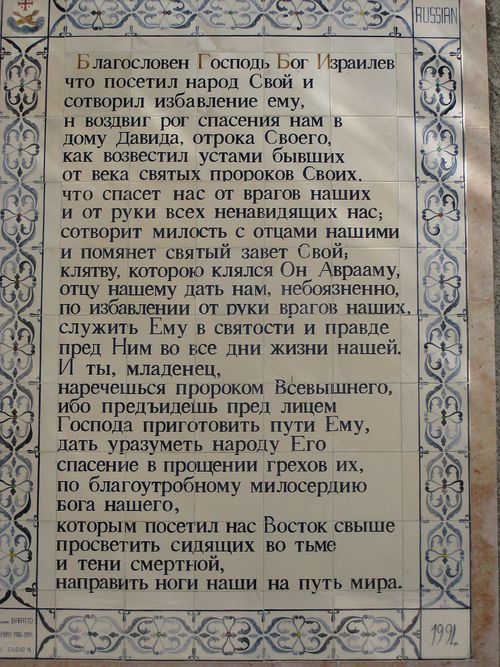 RUSSIAN
Благословен Господь Бог Израилев
что посетил народ Свой и
сотворил избавление ему,
н воздвиг рог спасения нам в
дому Давида, отрока Своего,
как возвестил устами бывших
от века святых пророков Своих,
что спасет нас от врагов наших
и от руки всех ненавидящих нас;
сотворит милость с отцами нашими
и помянет святый завет Свой;
клятву, которою клялся Он Аврааму,
отцу нашему дать нам, небоязненно,
по избавлении от руки врагов наших,
служить Ему в святости и правде
пред Ним во все дни жизни нашей.
И ты, младенец,
наречешься пророком Всевышнего,
ибо предъидешь пред лицем
Господа приготовить пути Ему,
дать уразуметь народу Его
спасение в прощении грехов их,
по благоутробному милосердию
Бога нашего,
которым посетил нас Восток свыше
просветить сидящих во тьме
и тени смертной,
направить ноги наши на путь мира.
BARATTO
1994